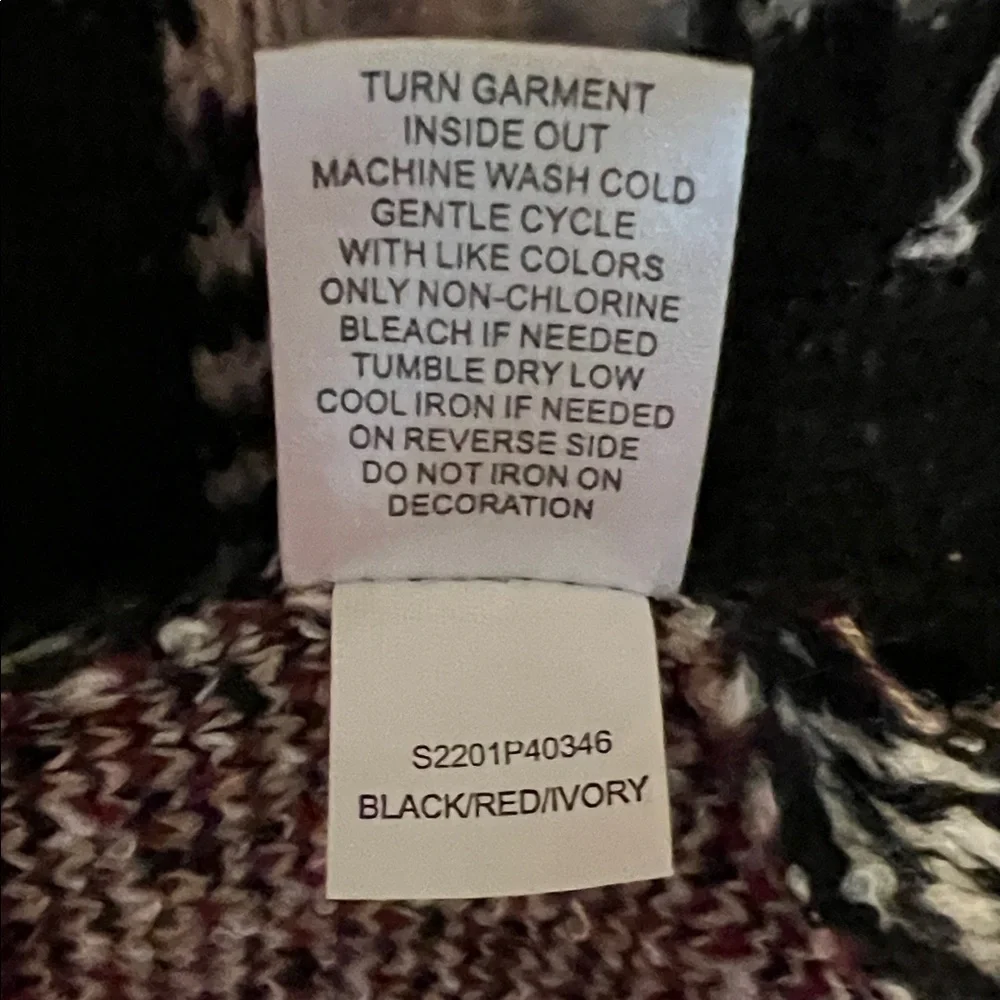 TURN GARMENT
INSIDE OUT
MACHINE WASH COLD
GENTLE CYCLE
WITH LIKE COLORS
ONLY NON-CHLORINE
BLEACH IF NEEDED
TUMBLE DRY LOW
COOL IRON IF NEEDED
ON REVERSE SIDE
DO NOT IRON ON
DECORATION
S2201P40346
BLACK/RED/IVORY